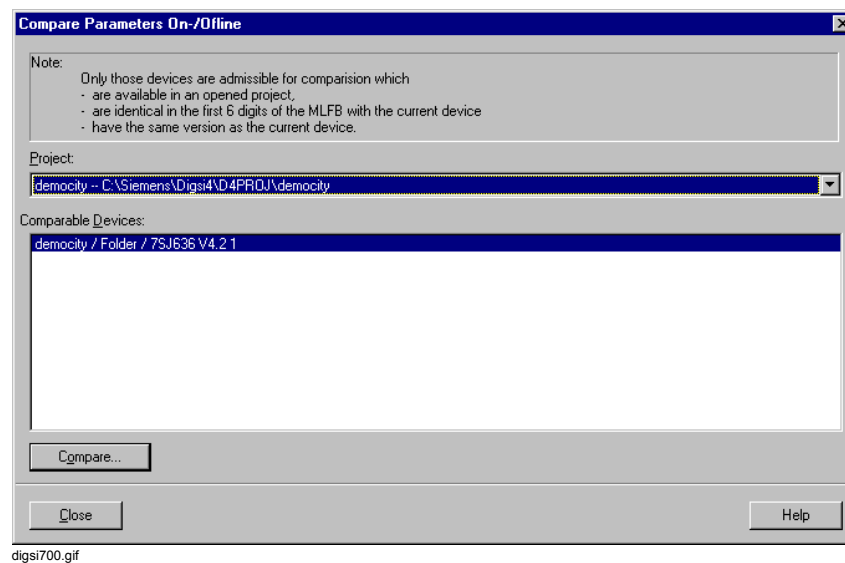 Compare Parameters On-/Ofline
Note:
Only those devices are admissible for comparision which
- are available in an opened project,
- are identical in the first 6 digits of the MLFB with the current device
- have the same version as the current device.
Project:
democity -- C:\Siemens\Digsi4\D4PROJ\democity
Comparable Devices:
democity / Folder / 7SJ636 V4.2 1
Compare...
Close
Help
digsi700.gif